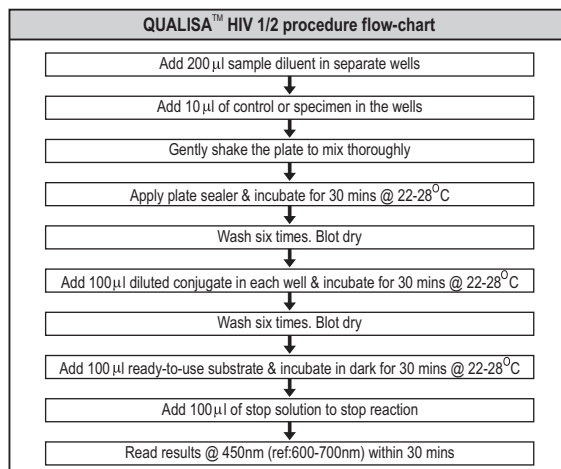 QUALISA™ HIV 1/2 procedure flow-chart
Add 200 µl sample diluent in separate wells
Add 10 µl of control or specimen in the wells
Gently shake the plate to mix thoroughly
Apply plate sealer & incubate for 30 mins @ 22-28°C
Wash six times. Blot dry
Add 100µl diluted conjugate in each well & incubate for 30 mins @ 22-28°C
Wash six times. Blot dry
Add 100 µl ready-to-use substrate & incubate in dark for 30 mins @ 22-28°C
Add 100µl of stop solution to stop reaction
Read results @ 450nm (ref:600-700nm) within 30 mins